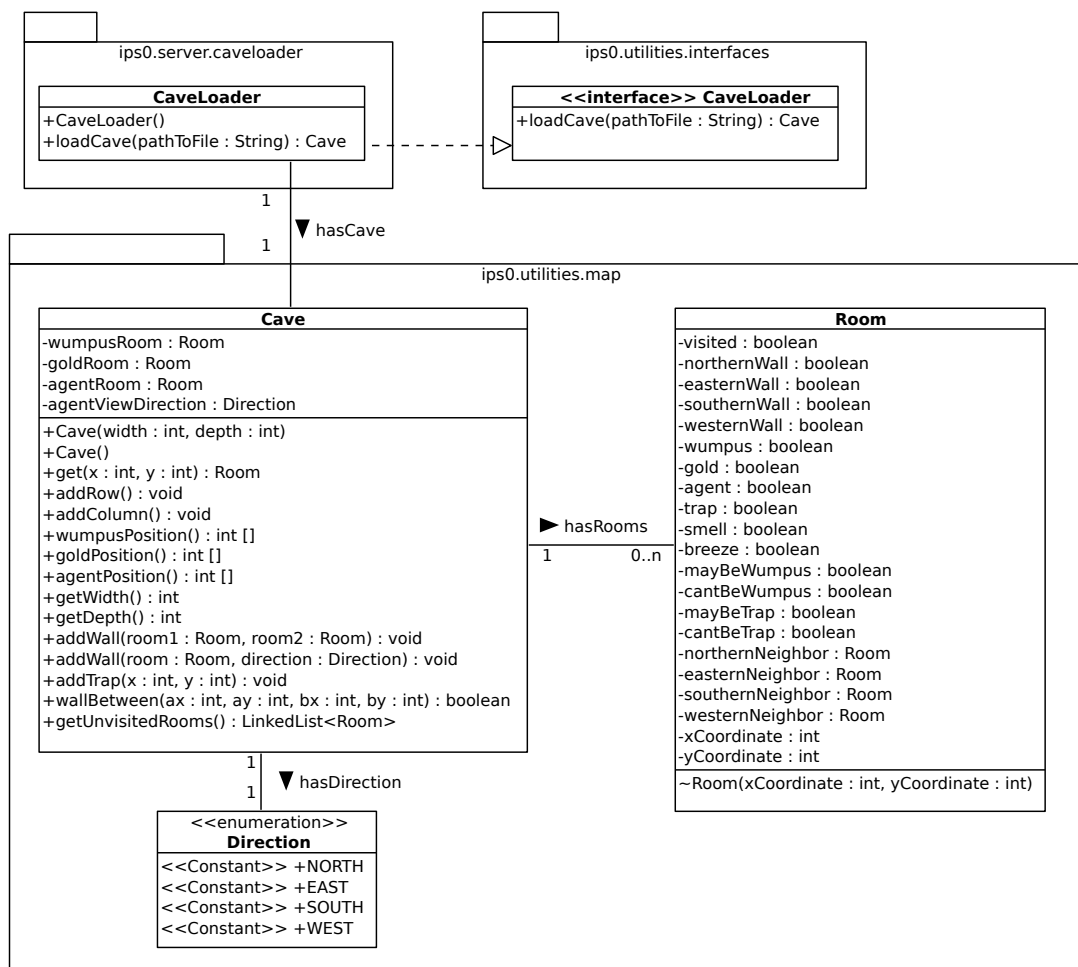 ips0.server.caveloader
CaveLoader
+CaveLoader()
+loadCave(pathToFile : String) : Cave
ips0.utilities.interfaces
<<interface>> CaveLoader
+loadCave(pathToFile : String) : Cave
1
hasCave
1
ips0.utilities.map
Cave
-wumpusRoom : Room
-goldRoom : Room
-agentRoom : Room
-agentViewDirection : Direction
+Cave(width : int, depth : int)
+Cave()
+get(x : int, y : int) : Room
+addRow() : void
+addColumn() : void
+wumpusPosition() : int []
+goldPosition() : int []
+agentPosition() : int []
+getWidth() : int
+getDepth() : int
+addWall(room1 : Room, room2 : Room) : void
+addWall(room : Room, direction : Direction) : void
+addTrap(x : int, y : int) : void
+wallBetween(ax : int, ay : int, bx : int, by : int) : boolean
+getUnvisitedRooms() : LinkedList<Room>
hasRooms
1
0..n
Room
-visited : boolean
-northernWall : boolean
-easternWall : boolean
-southernWall : boolean
-westernWall : boolean
-wumpus : boolean
-gold : boolean
-agent : boolean
-trap : boolean
-smell : boolean
-breeze : boolean
-mayBeWumpus : boolean
-cantBeWumpus : boolean
-mayBeTrap : boolean
-cantBeTrap : boolean
-northernNeighbor : Room
-easternNeighbor : Room
-southernNeighbor : Room
-westernNeighbor : Room
-xCoordinate : int
-yCoordinate : int
~Room(xCoordinate : int, yCoordinate : int)
1
hasDirection
1
<<enumeration>>
Direction
<<Constant>> +NORTH
<<Constant>> +EAST
<<Constant>> +SOUTH
<<Constant>> +WEST